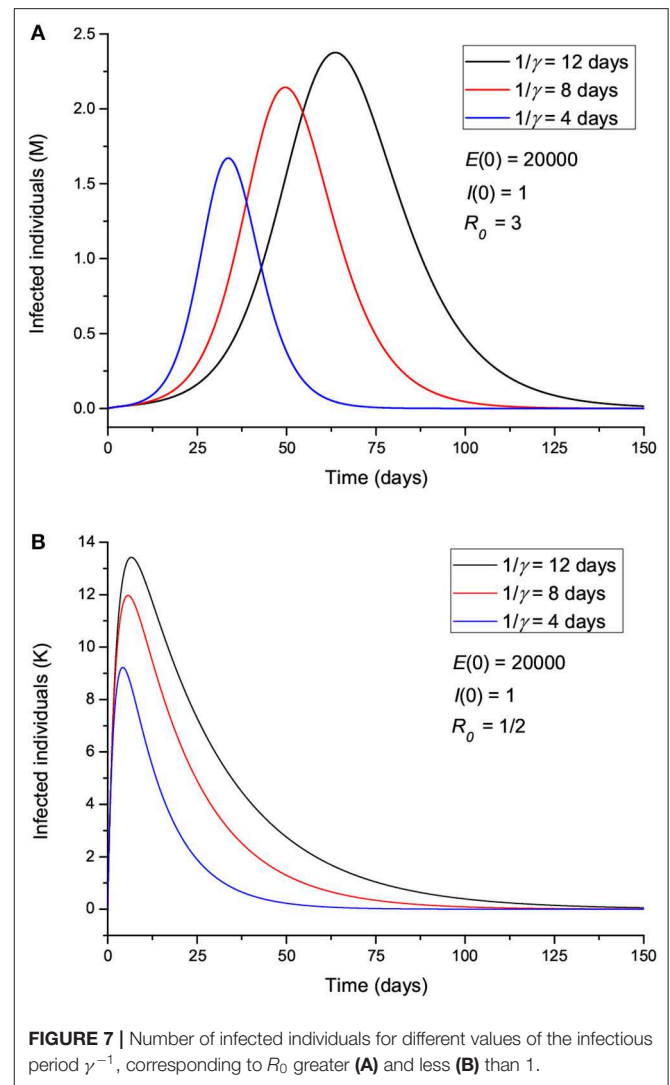 A
2.5
2.0
1.5
1.0
0.5
0.0
Infected individuals (M)
1/γ = 12 days
1/γ = 8 days
1/γ = 4 days
E(0) = 20000
I(0) = 1
R₀ = 3
0 25 50 75 100 125 150
Time (days)
B
14
12
10
8
6
4
2
0
Infected individuals (K)
1/γ = 12 days
1/γ = 8 days
1/γ = 4 days
E(0) = 20000
I(0) = 1
R₀ = 1/2
0 25 50 75 100 125 150
Time (days)
FIGURE 7 | Number of infected individuals for different values of the infectious
period γ⁻¹, corresponding to R₀ greater (A) and less (B) than 1.